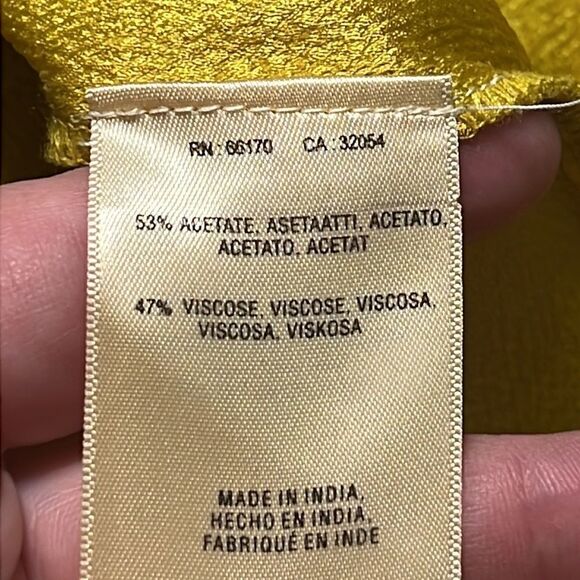 RN : 66170 CA : 32054
53% ACETATE, ASETAATTI, ACETATO,
ACETATO, ACETAT
47% VISCOSE, VISCOSE, VISCOSA,
VISCOSA, VISKOSA
MADE IN INDIA,
HECHO EN INDIA,
FABRIQUÉ EN INDE